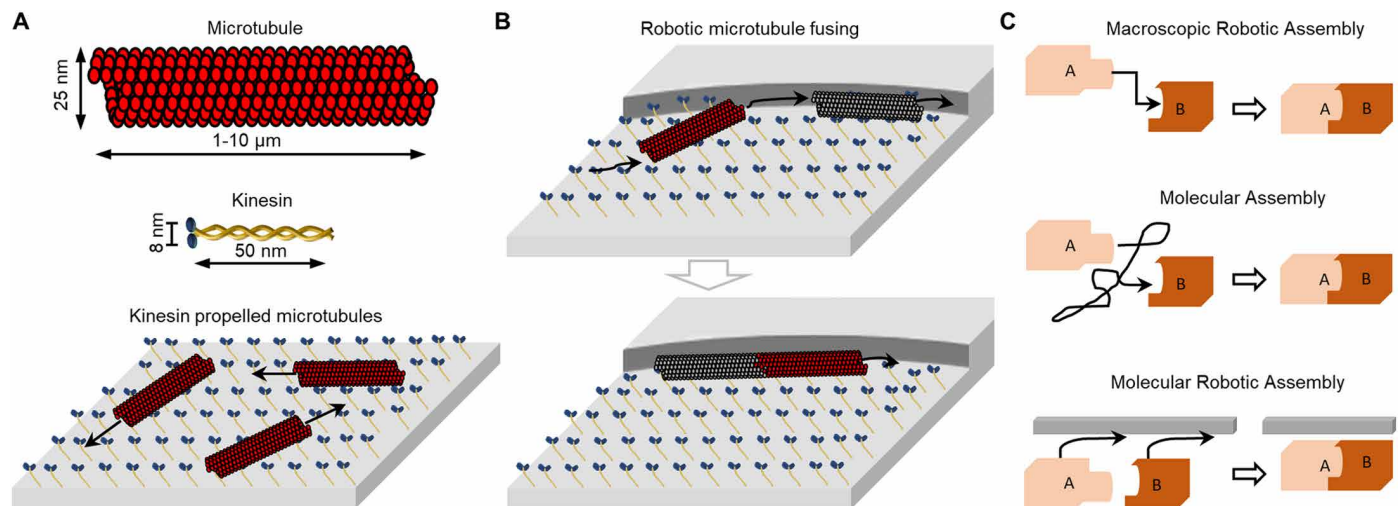 A
Microtubule
25 nm
1-10 µm
Kinesin
8 nm
50 nm
Kinesin propelled microtubules
B
Robotic microtubule fusing
C
Macroscopic Robotic Assembly
A
B
A B
Molecular Assembly
A
B
A B
Molecular Robotic Assembly
A
B
A B